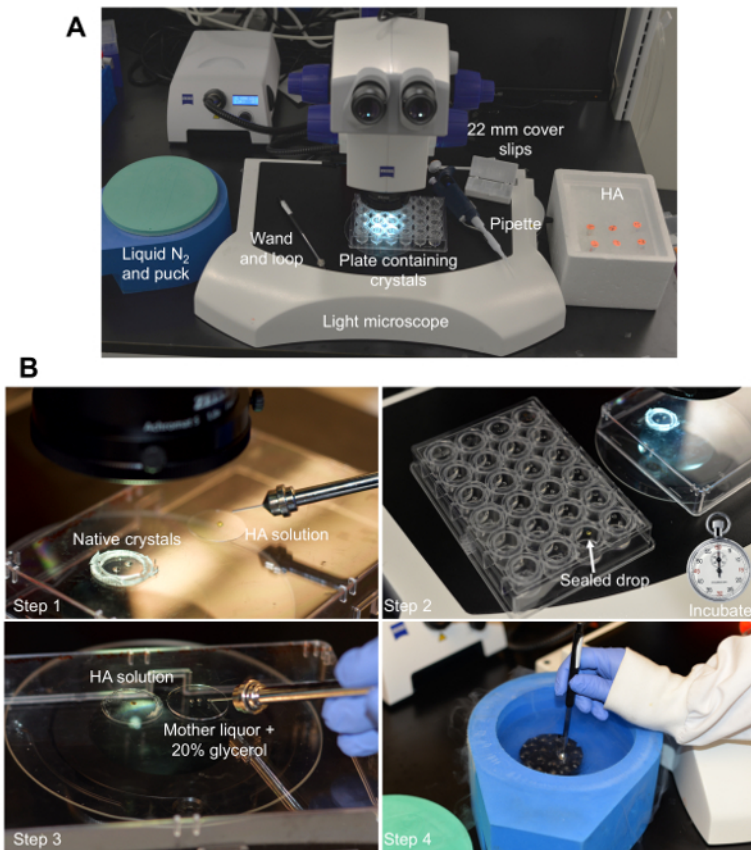 A
22 mm cover
slips
HA
Pipette
Liquid N2
and puck
Wand
and loop
Plate containing
crystals
Light microscope
ZEISS
B
Native crystals
HA solution
Step 1
Sealed drop
Step 2
Incubate
HA solution
Mother liquor +
20% glycerol
Step 3
Step 4